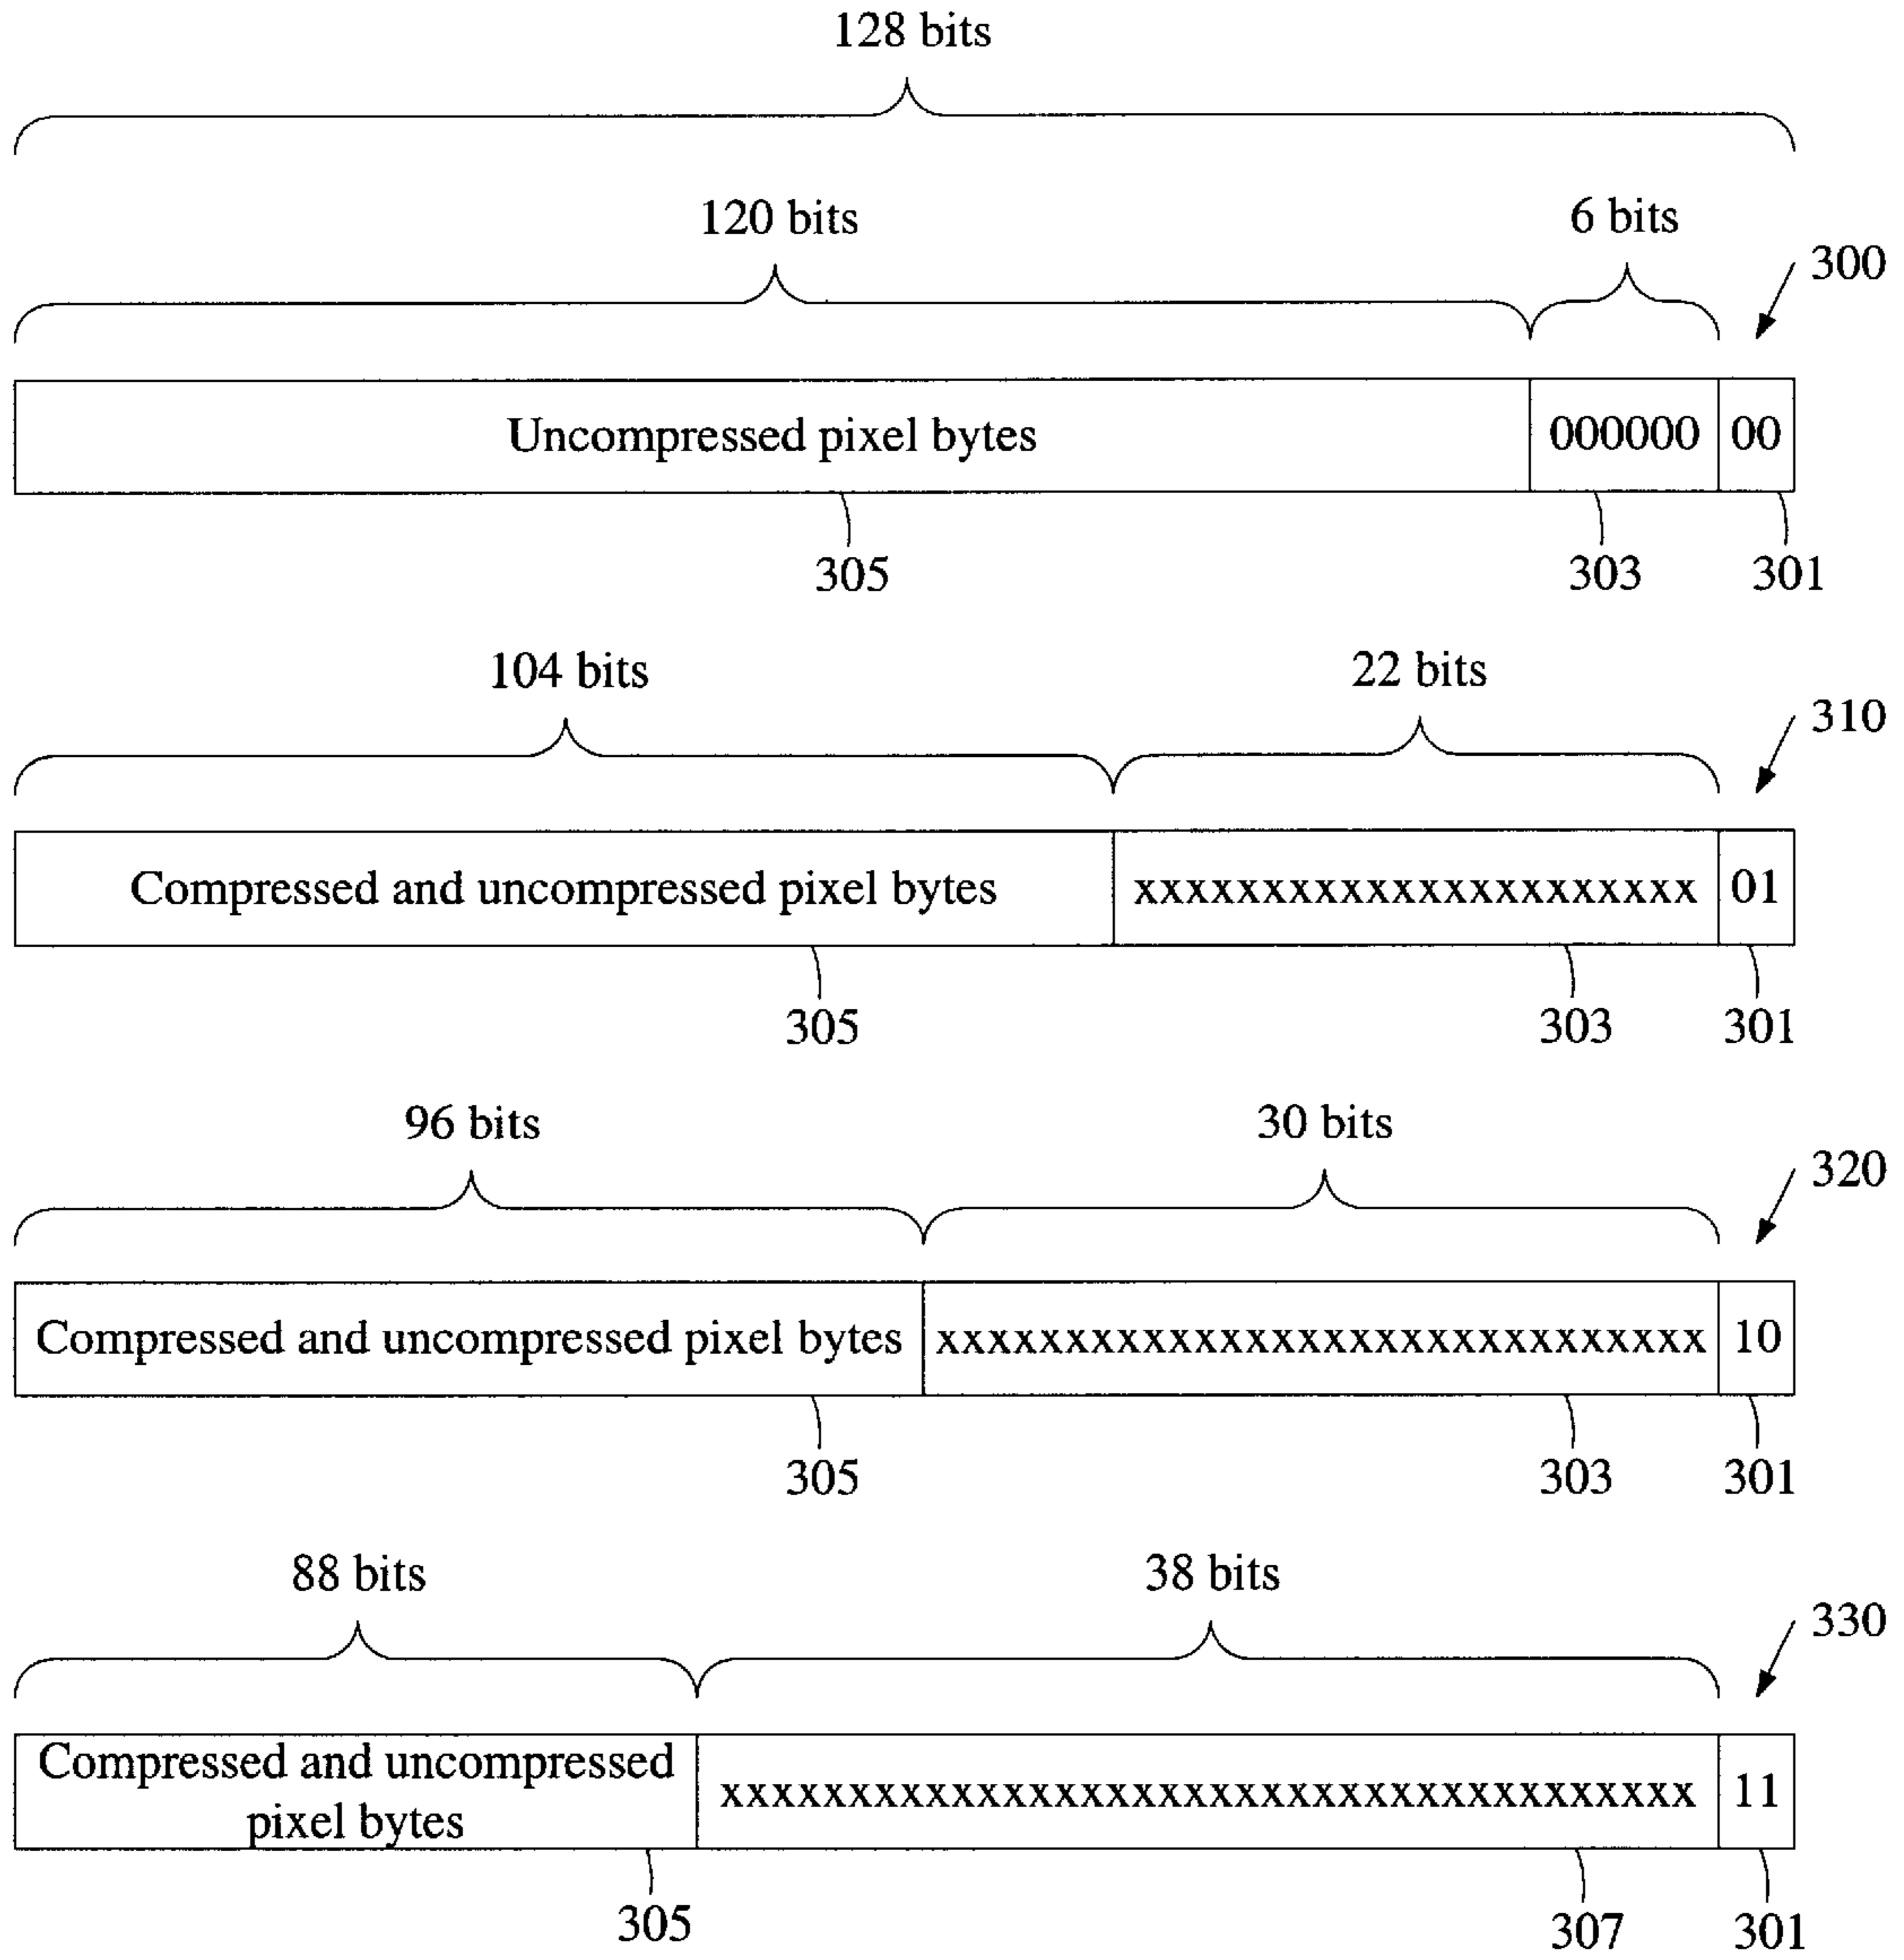 128 bits
120 bits 6 bits
300
Uncompressed pixel bytes 000000 00
305 303 301
104 bits 22 bits
310
Compressed and uncompressed pixel bytes xxxxxxxxxxxxxxxxxxxxxx 01
305 303 301
96 bits 30 bits
320
Compressed and uncompressed pixel bytes xxxxxxxxxxxxxxxxxxxxxxxxxxxxxx 10
305 303 301
88 bits 38 bits
330
Compressed and uncompressed
pixel bytes xxxxxxxxxxxxxxxxxxxxxxxxxxxxxxxxxxxxxx 11
305 307 301